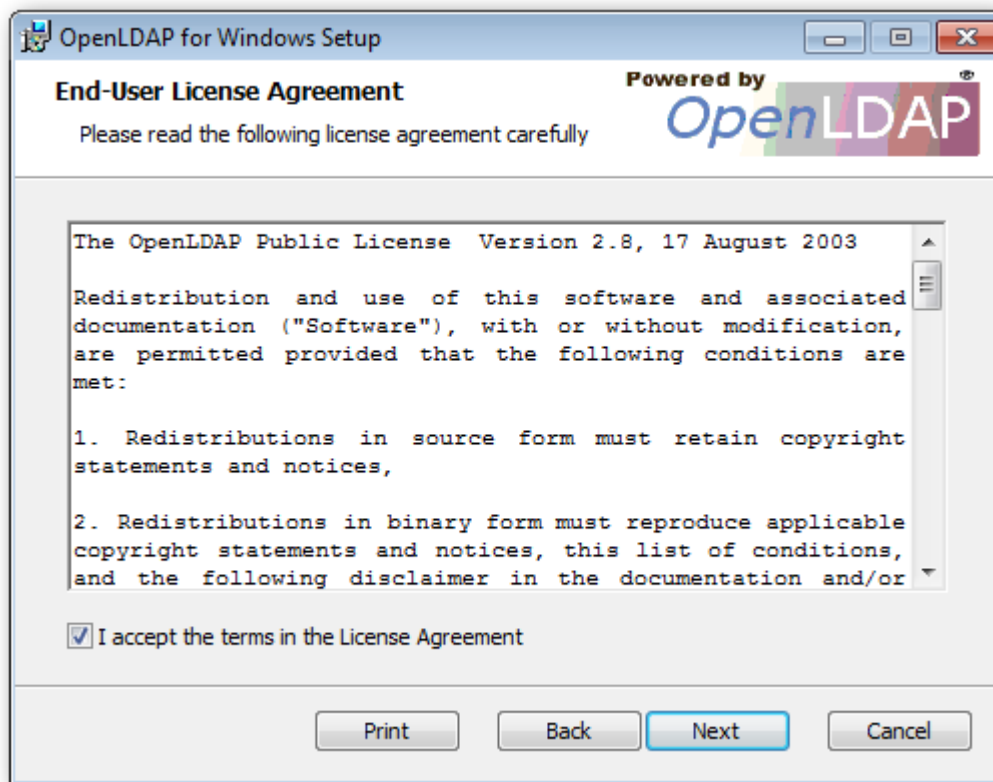 OpenLDAP for Windows Setup
End-User License Agreement
Please read the following license agreement carefully
Powered by
OpenLDAP
The OpenLDAP Public License  Version 2.8, 17 August 2003
Redistribution and use of this software and associated
documentation ("Software"), with or without modification,
are permitted provided that the following conditions are
met:
1. Redistributions in source form must retain copyright
statements and notices,
2. Redistributions in binary form must reproduce applicable
copyright statements and notices, this list of conditions,
and the following disclaimer in the documentation and/or
I accept the terms in the License Agreement
Print Back Next Cancel